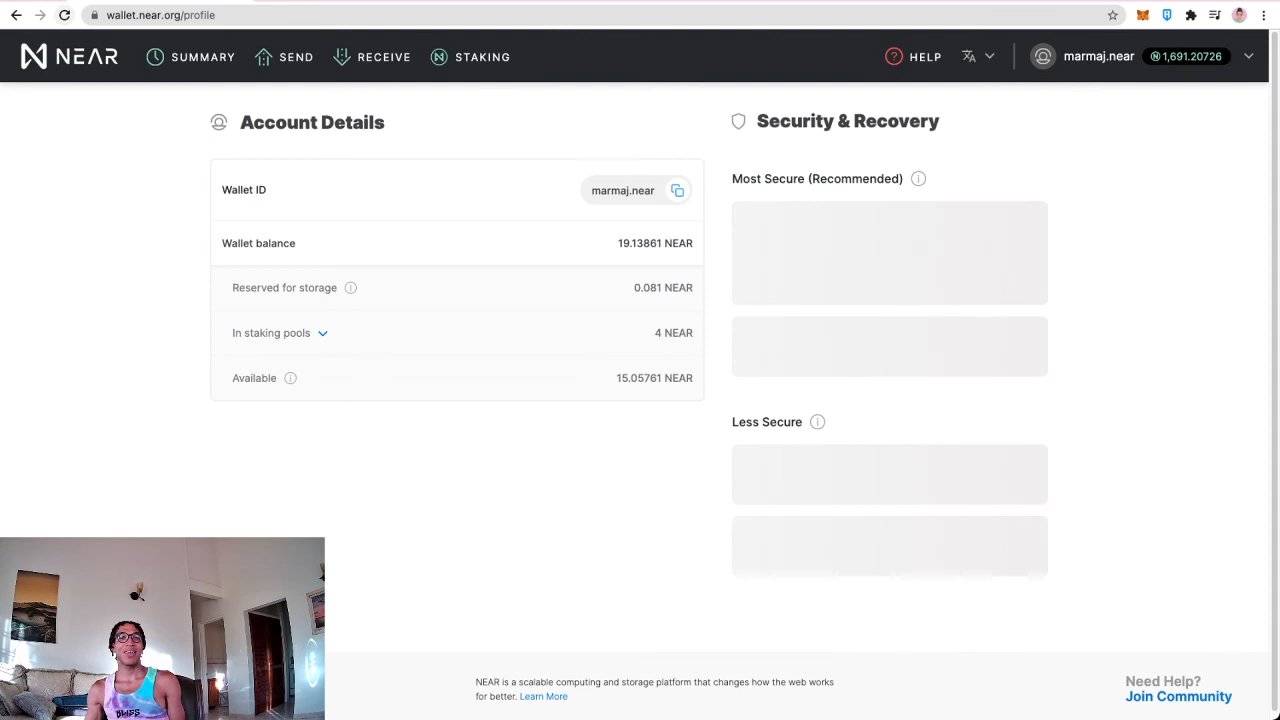 wallet.near.org/profile
NEAR
SUMMARY
SEND
RECEIVE
STAKING
HELP
marmaj.near
1,691.20726
Account Details
Wallet ID
marmaj.near
Wallet balance
19.13861 NEAR
Reserved for storage
0.081 NEAR
In staking pools
4 NEAR
Available
15.05761 NEAR
Security & Recovery
Most Secure (Recommended)
Less Secure
BLISS
NEAR is a scalable computing and storage platform that changes how the web works
for better. Learn More
Need Help?
Join Community